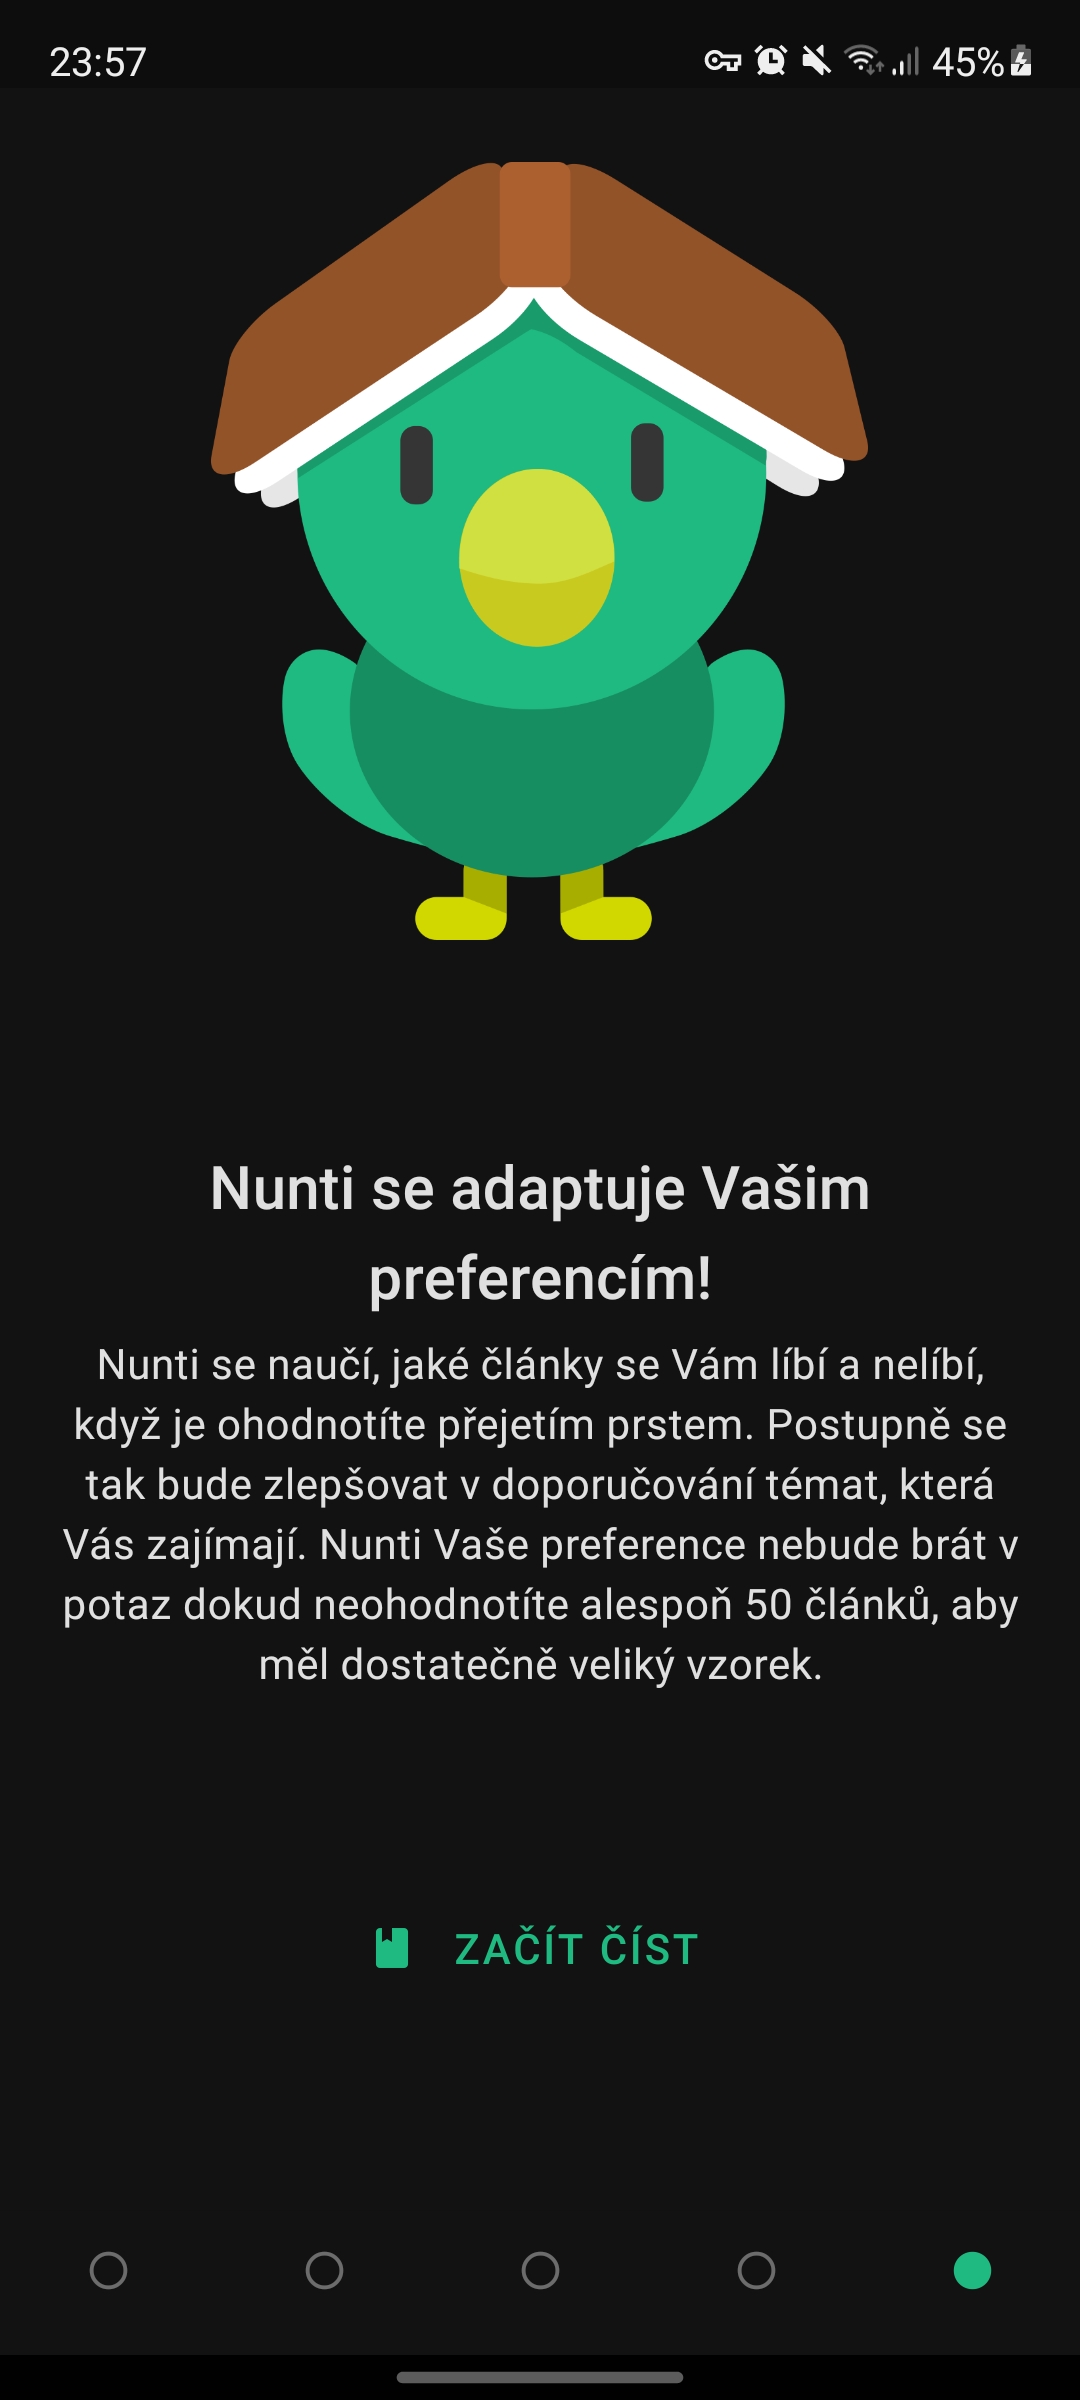 23:57
45%
Nunti se adaptuje Vašim
preferencím!
Nunti se naučí, jaké články se Vám líbí a nelíbí,
když je ohodnotíte přejetím prstem. Postupně se
tak bude zlepšovat v doporučování témat, která
Vás zajímají. Nunti Vaše preference nebude brát v
potaz dokud neohodnotíte alespoň 50 článků, aby
měl dostatečně veliký vzorek.
ZAČÍT ČÍST